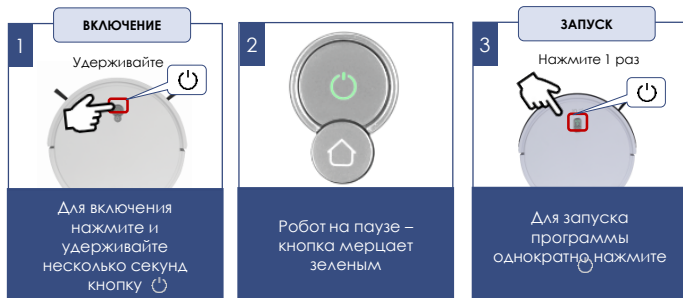 ВКЛЮЧЕНИЕ
1
Удерживайте
Для включения
нажмите и
удерживайте
несколько секунд
кнопку
2
Робот на паузе –
кнопка мерцает
зеленым
ЗАПУСК
3
Нажмите 1 раз
Для запуска
программы
однократно нажмите